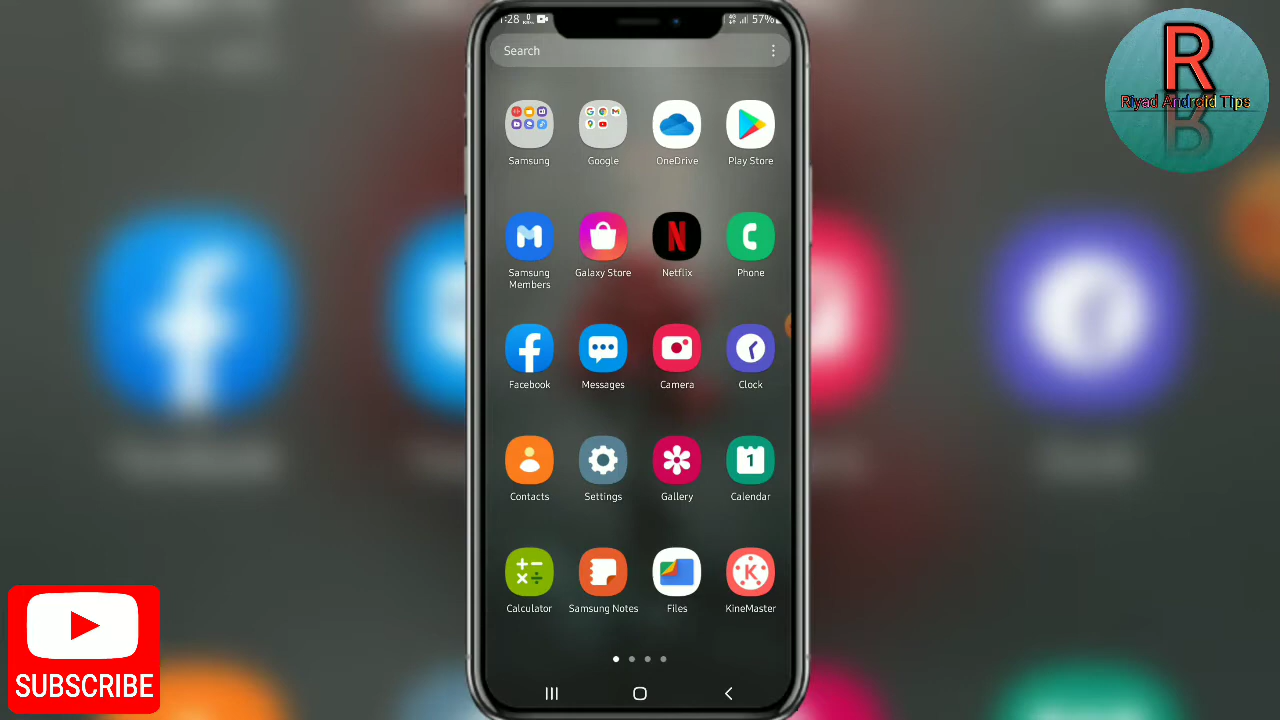 1:28
57%
R
Riyad Android Tips
Search
Samsung
Google
OneDrive
Play Store
Samsung Members
Galaxy Store
Netflix
Phone
Facebook
Messages
Camera
Clock
Contacts
Settings
Gallery
1
Calendar
Calculator
Samsung Notes
Files
K
KineMaster
SUBSCRIBE